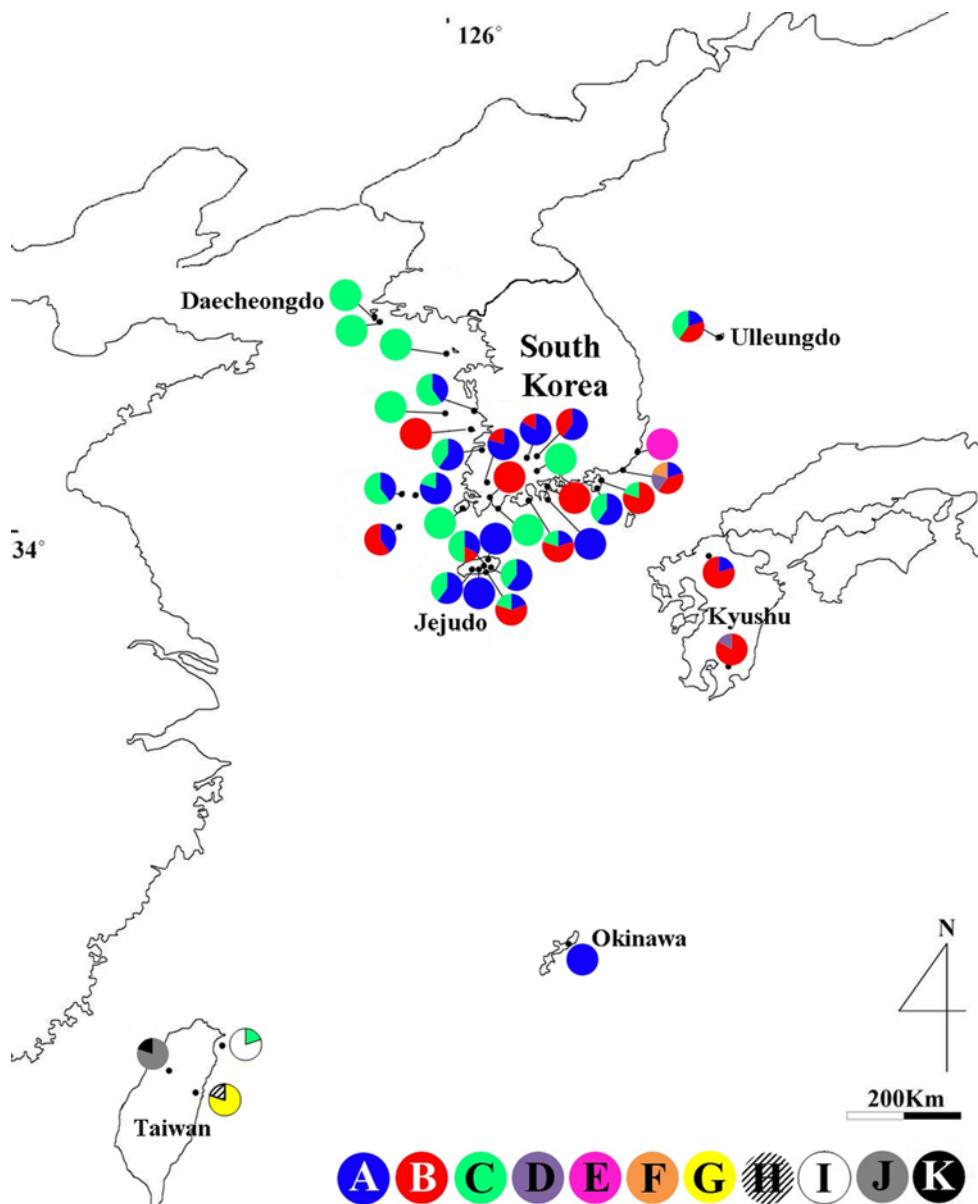 126°
Daecheongdo
South
Korea
Ulleungdo
34°
Jejudo
Kyushu
Okinawa
N
200Km
Taiwan
A B C D E F G H I J K